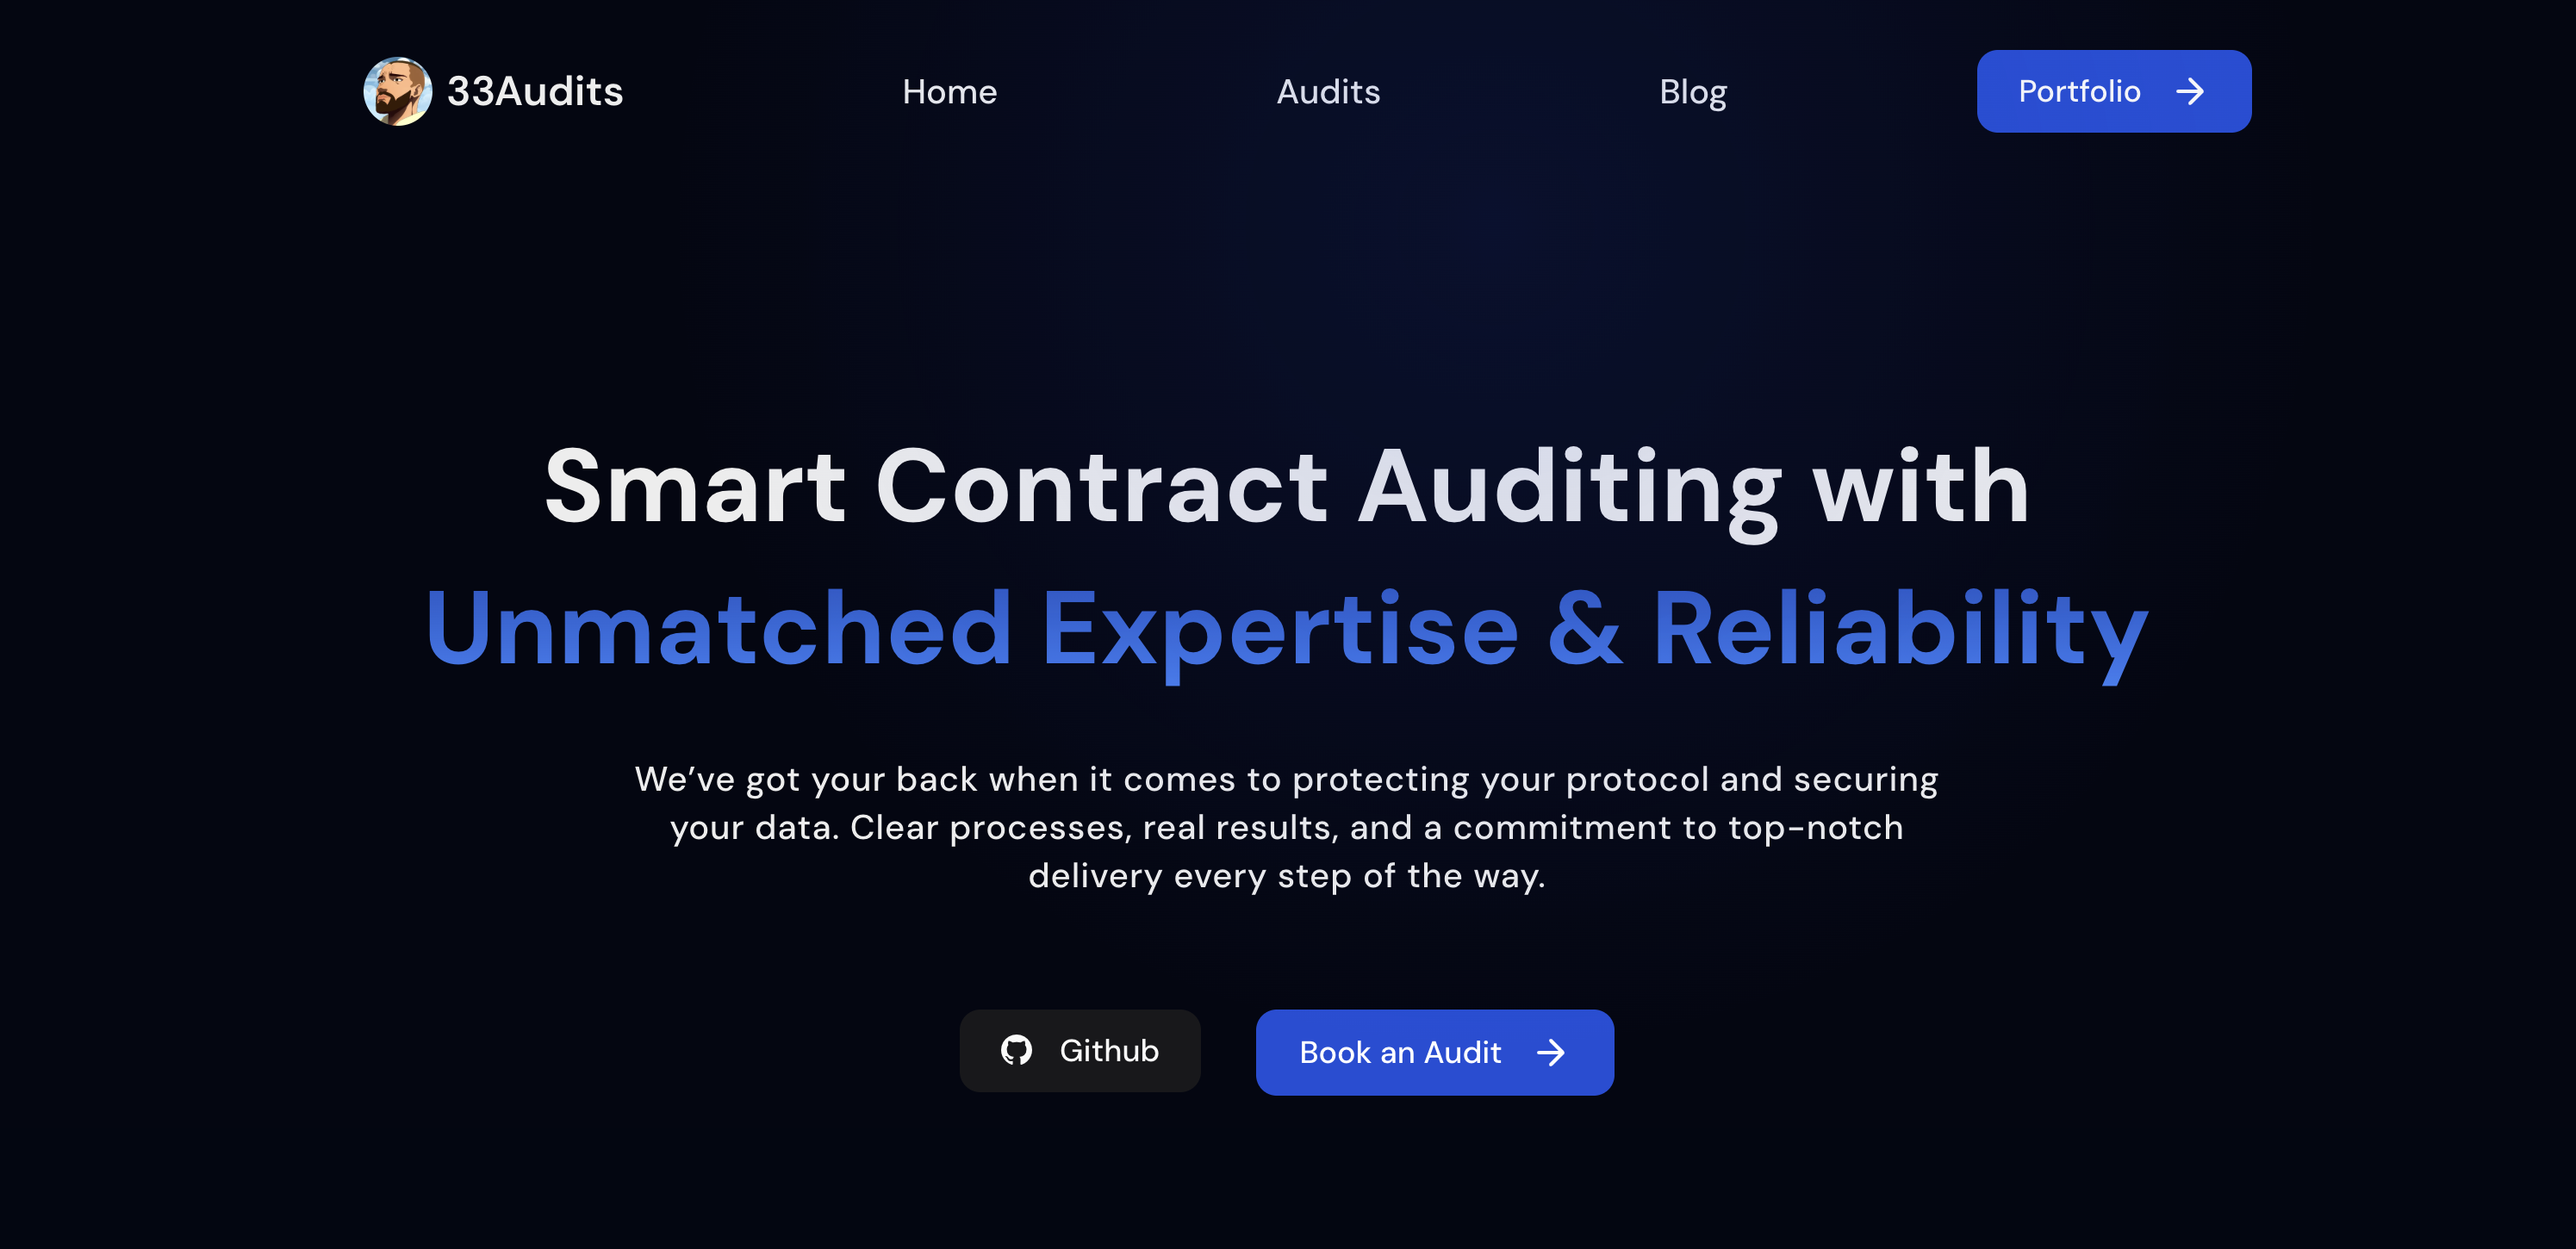 33Audits
Home
Audits
Blog
Portfolio
Smart Contract Auditing with
Unmatched Expertise & Reliability
We’ve got your back when it comes to protecting your protocol and securing
your data. Clear processes, real results, and a commitment to top-notch
delivery every step of the way.
Github
Book an Audit